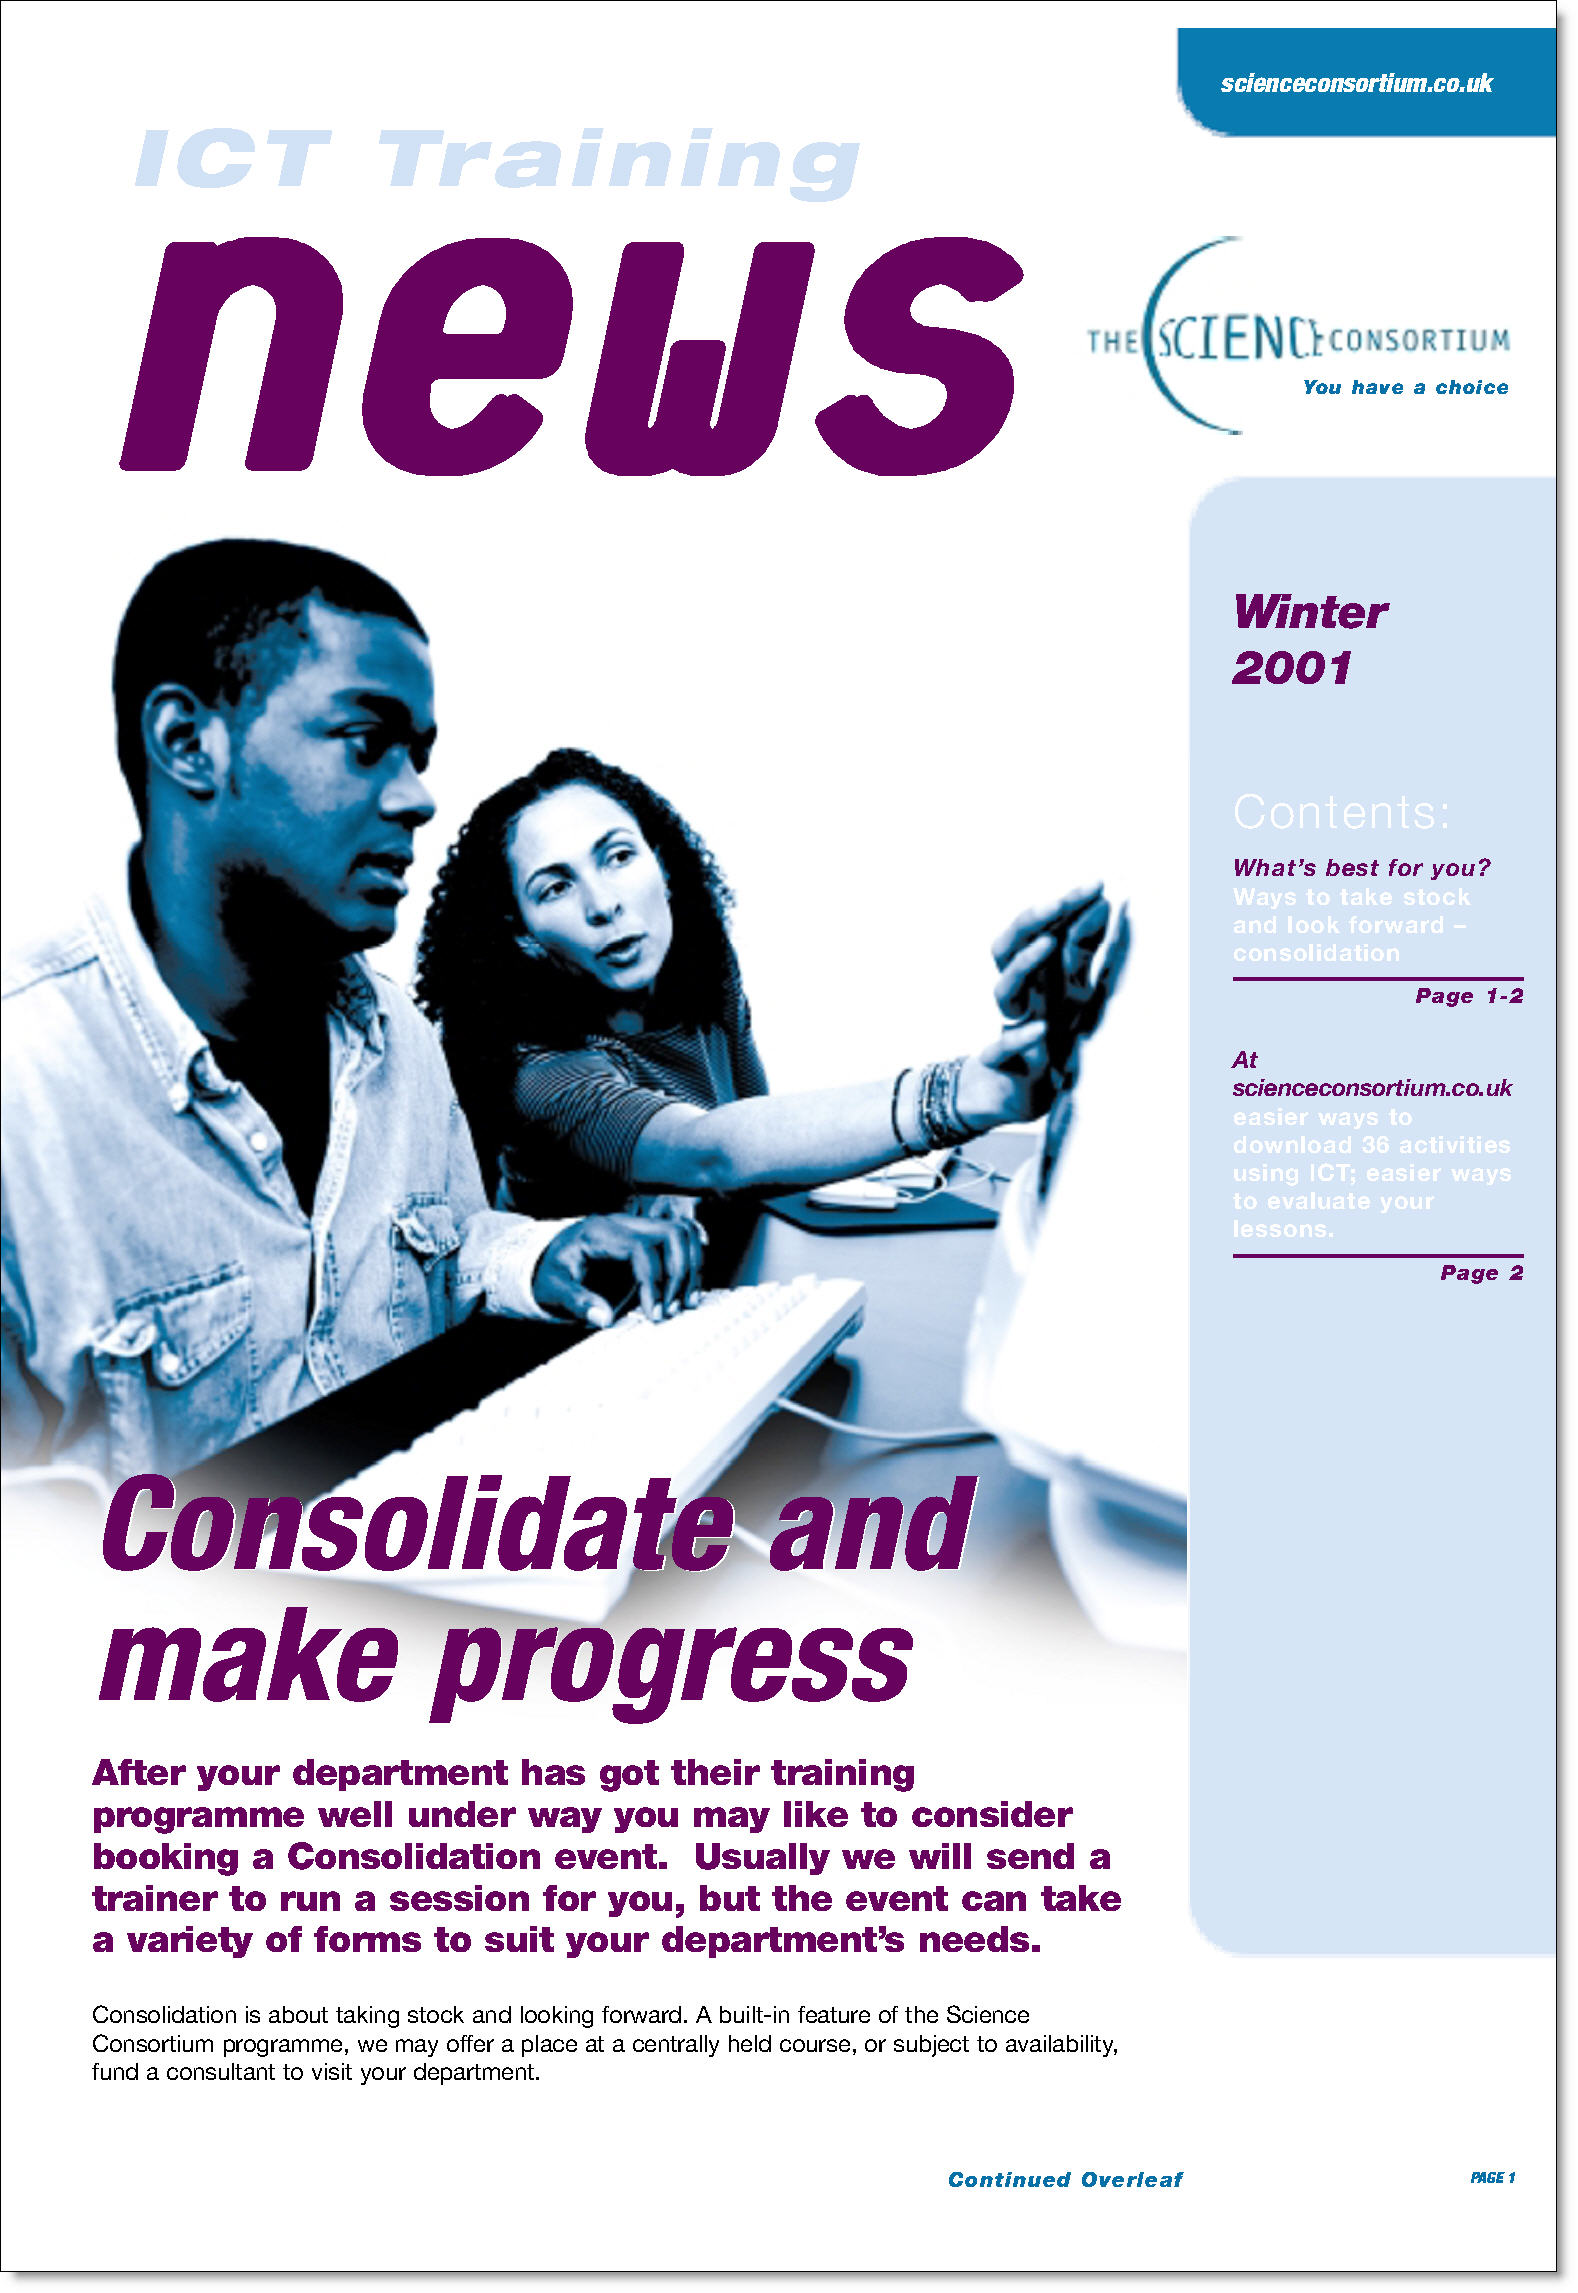 scienceconsortium.co.uk
ICT Training
news
THE SCIENCE CONSORTIUM
You have a choice
Winter
2001
Contents:
What’s best for you?
Ways to take stock
and look forward –
consolidation
Page 1-2
At
scienceconsortium.co.uk
easier ways to
download 36 activities
using ICT; easier ways
to evaluate your
lessons.
Page 2
Consolidate and
make progress
After your department has got their training
programme well under way you may like to consider
booking a Consolidation event.  Usually we will send a
trainer to run a session for you, but the event can take
a variety of forms to suit your department’s needs.
Consolidation is about taking stock and looking forward. A built-in feature of the Science
Consortium programme, we may offer a place at a centrally held course, or subject to availability,
fund a consultant to visit your department.
Continued Overleaf
PAGE 1